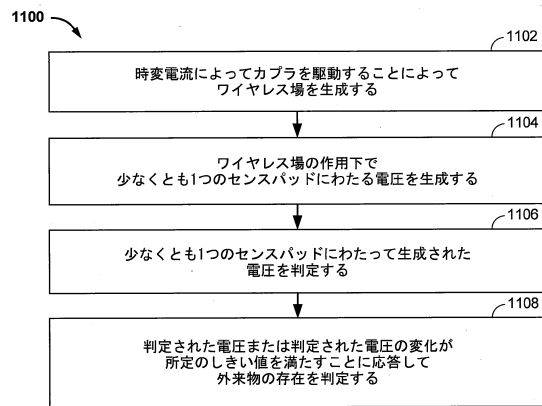 1100
1102
時変電流によってカプラを駆動することによって
ワイヤレス場を生成する
1104
ワイヤレス場の作用下で
少なくとも1つのセンスパッドにわたる電圧を生成する
1106
少なくとも1つのセンスパッドにわたって生成された
電圧を判定する
1108
判定された電圧または判定された電圧の変化が
所定のしきい値を満たすことに応答して
外来物の存在を判定する